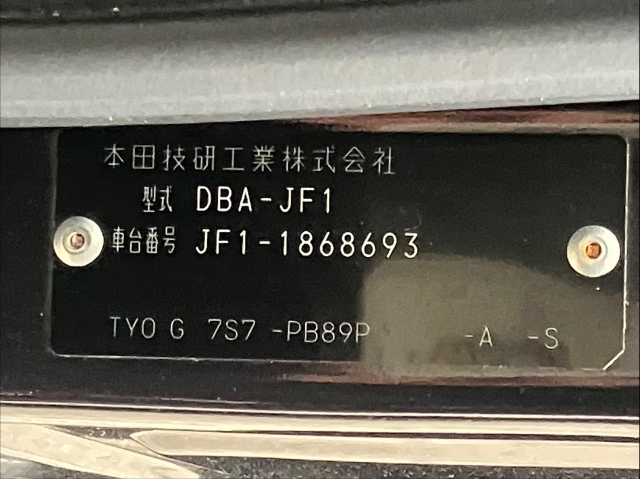 本田技研工業株式会社
型式 DBA-JF1
車台番号 JF1-1868693
TYO G 7S7 -PB89P -A -S